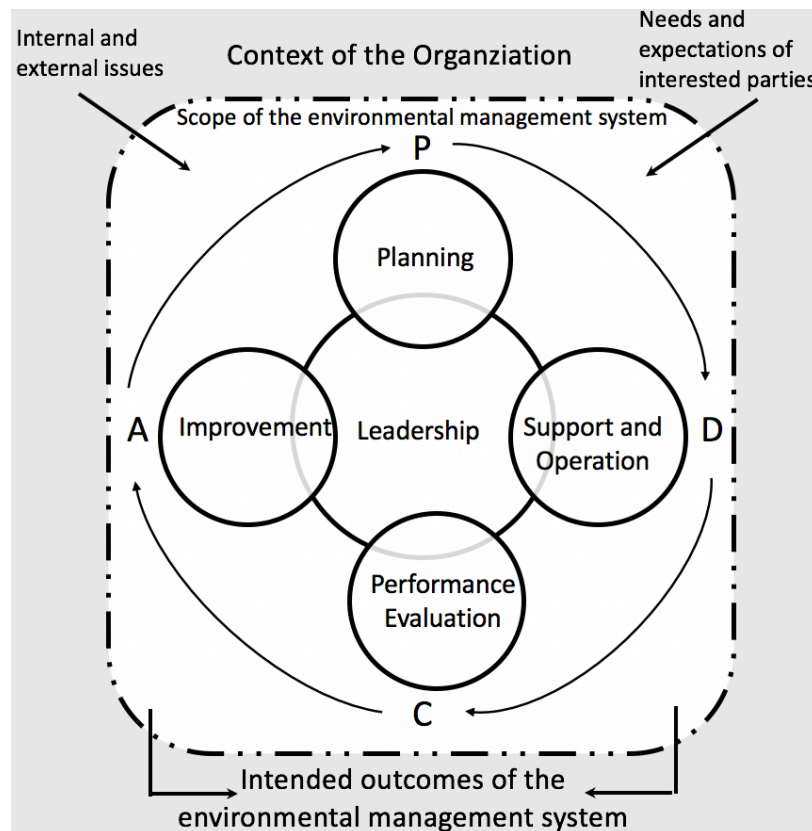 Internal and
external issues
Context of the Organziation
Needs and
expectations of
interested parties
Scope of the environmental management system
P
Planning
A
Improvement
Leadership
Support and
Operation
D
Performance
Evaluation
C
Intended outcomes of the
environmental management system